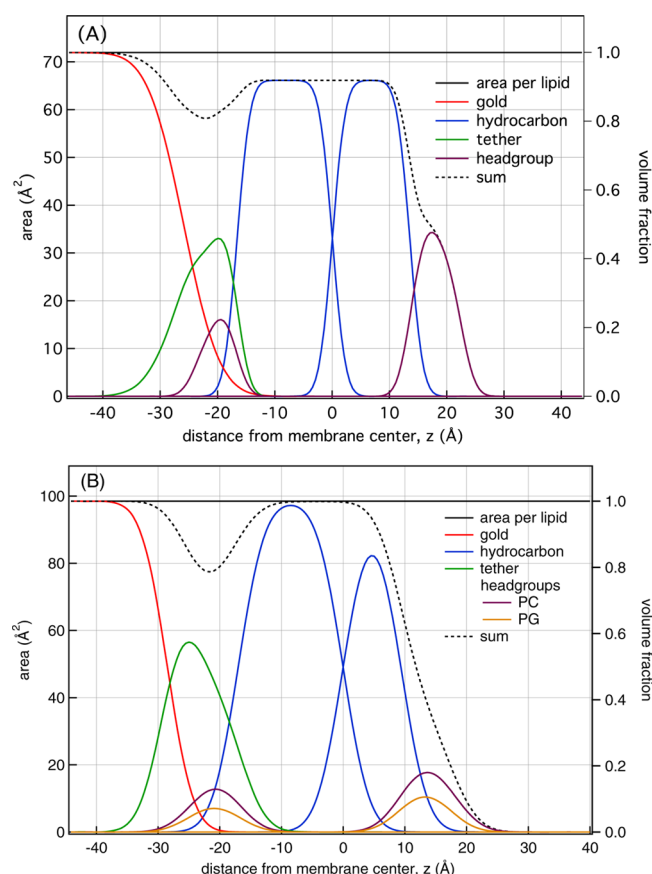 (A)
70
60
50
40
30
20
10
0
area (Å²)
1.0
0.8
0.6
0.4
0.2
0.0
volume fraction
area per lipid
gold
hydrocarbon
tether
headgroup
sum
-40 -30 -20 -10 0 10 20 30 40
distance from membrane center, z (Å)
(B)
100
80
60
40
20
0
area (Å²)
1.0
0.8
0.6
0.4
0.2
0.0
volume fraction
area per lipid
gold
hydrocarbon
tether
headgroups
PC
PG
sum
-40 -30 -20 -10 0 10 20 30 40
distance from membrane center, z (Å)